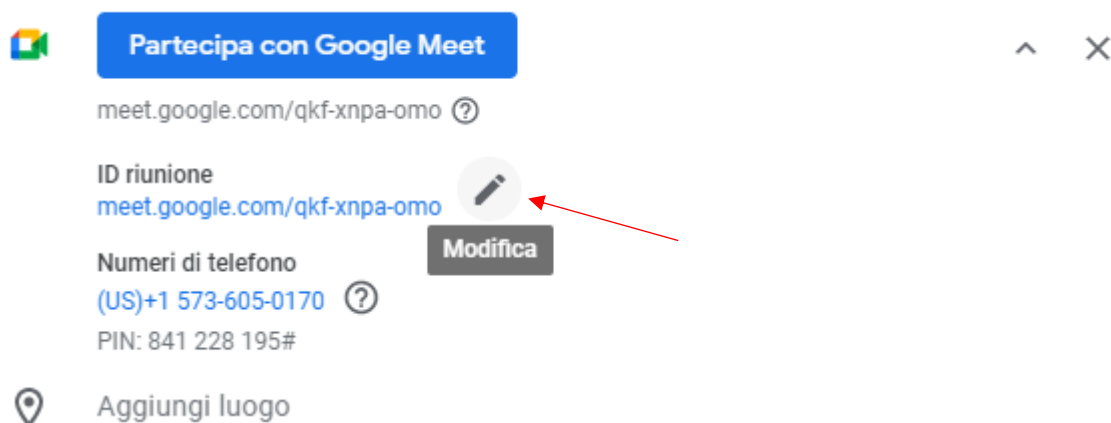 Partecipa con Google Meet
meet.google.com/qkf-xnpa-omo
ID riunione
meet.google.com/qkf-xnpa-omo
Modifica
Numeri di telefono
(US)+1 573-605-0170
PIN: 841 228 195#
Aggiungi luogo